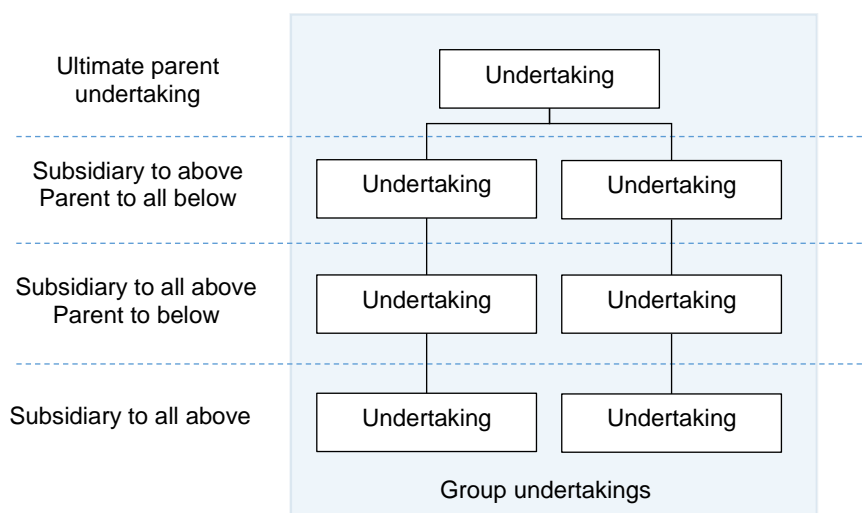 Ultimate parent
undertaking
Undertaking
Subsidiary to above
Parent to all below
Undertaking
Undertaking
Subsidiary to all above
Parent to below
Undertaking
Undertaking
Subsidiary to all above
Undertaking
Undertaking
Group undertakings